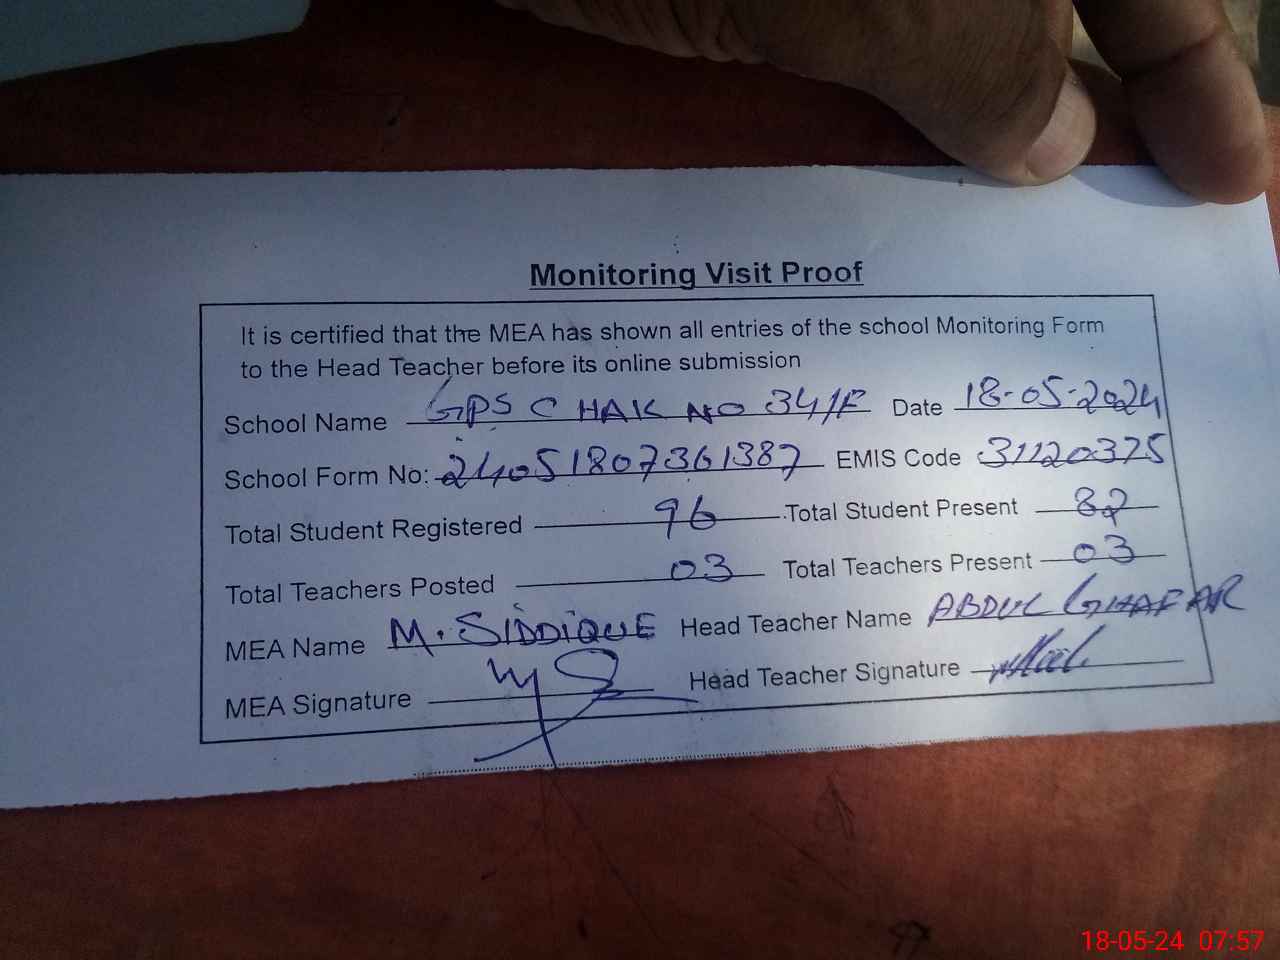 Monitoring Visit Proof
It is certified that the MEA has shown all entries of the school Monitoring Form
to the Head Teacher before its online submission
School Name GPS CHAK NO 34/F Date 18-05-2024
School Form No: 24051807361387 EMIS Code 31120375
Total Student Registered 96 Total Student Present 82
Total Teachers Posted 03 Total Teachers Present 03
MEA Name M. SIDDIQUE Head Teacher Name ABDUL GHAFAR
MEA Signature Head Teacher Signature
18-05-24 07:57